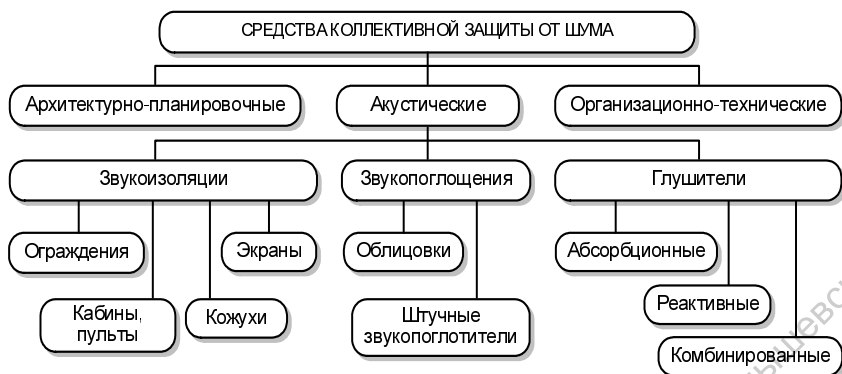 СРЕДСТВА КОЛЛЕКТИВНОЙ ЗАЩИТЫ ОТ ШУМА
Архитектурно-планировочные
Акустические
Организационно-технические
Звукоизоляции
Звукопоглощения
Глушители
Ограждения
Экраны
Облицовки
Абсорбционные
Кабины,
пульты
Кожухи
Штучные
звукопоглотители
Реактивные
Комбинированные